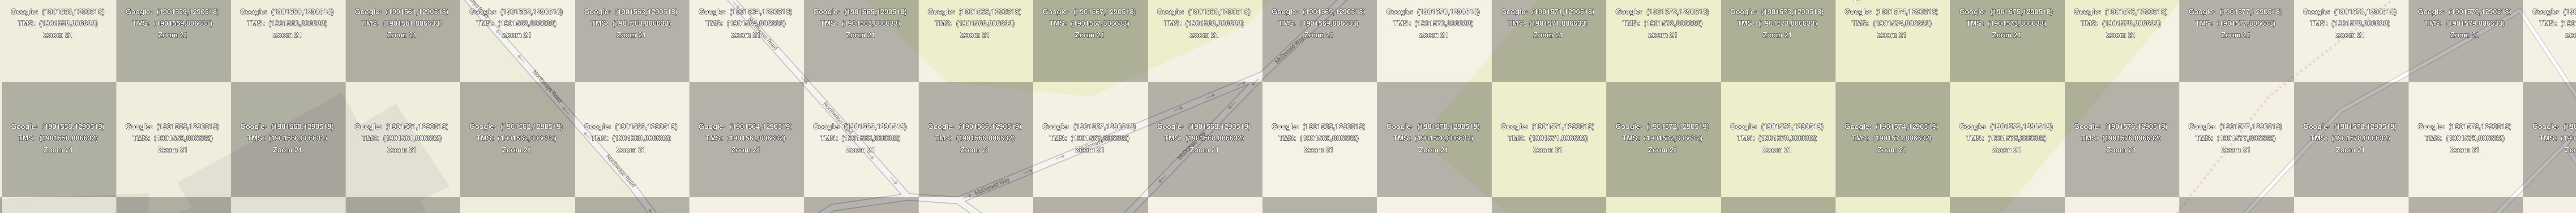 Google: (1901558,1290518)
TMS: (1901558,806633)
Zoom 21
Google: (1901559,1290518)
TMS: (1901559,806633)
Zoom 21
Google: (1901560,1290518)
TMS: (1901560,806633)
Zoom 21
Google: (1901561,1290518)
TMS: (1901561,806633)
Zoom 21
Google: (1901562,1290518)
TMS: (1901562,806633)
Zoom 21
Google: (1901563,1290518)
TMS: (1901563,806633)
Zoom 21
Google: (1901564,1290518)
TMS: (1901564,806633)
Zoom 21
Google: (1901565,1290518)
TMS: (1901565,806633)
Zoom 21
Google: (1901566,1290518)
TMS: (1901566,806633)
Zoom 21
Google: (1901567,1290518)
TMS: (1901567,806633)
Zoom 21
Google: (1901568,1290518)
TMS: (1901568,806633)
Zoom 21
Google: (1901569,1290518)
TMS: (1901569,806633)
Zoom 21
Google: (1901570,1290518)
TMS: (1901570,806633)
Zoom 21
Google: (1901571,1290518)
TMS: (1901571,806633)
Zoom 21
Google: (1901572,1290518)
TMS: (1901572,806633)
Zoom 21
Google: (1901573,1290518)
TMS: (1901573,806633)
Zoom 21
Google: (1901574,1290518)
TMS: (1901574,806633)
Zoom 21
Google: (1901575,1290518)
TMS: (1901575,806633)
Zoom 21
Google: (1901576,1290518)
TMS: (1901576,806633)
Zoom 21
Google: (1901577,1290518)
TMS: (1901577,806633)
Zoom 21
Google: (1901578,1290518)
TMS: (1901578,806633)
Zoom 21
Google: (1901579,1290518)
TMS: (1901579,806633)
Zoom 21
McDonald Way
Northways Road
Northways Road
Google: (1901558,1290519)
TMS: (1901558,806632)
Zoom 21
Google: (1901559,1290519)
TMS: (1901559,806632)
Zoom 21
Google: (1901560,1290519)
TMS: (1901560,806632)
Zoom 21
Google: (1901561,1290519)
TMS: (1901561,806632)
Zoom 21
Google: (1901562,1290519)
TMS: (1901562,806632)
Zoom 21
Google: (1901563,1290519)
TMS: (1901563,806632)
Zoom 21
Google: (1901564,1290519)
TMS: (1901564,806632)
Zoom 21
Google: (1901565,1290519)
TMS: (1901565,806632)
Zoom 21
Google: (1901566,1290519)
TMS: (1901566,806632)
Zoom 21
Google: (1901567,1290519)
TMS: (1901567,806632)
Zoom 21
Google: (1901568,1290519)
TMS: (1901568,806632)
Zoom 21
Google: (1901569,1290519)
TMS: (1901569,806632)
Zoom 21
Google: (1901570,1290519)
TMS: (1901570,806632)
Zoom 21
Google: (1901571,1290519)
TMS: (1901571,806632)
Zoom 21
Google: (1901572,1290519)
TMS: (1901572,806632)
Zoom 21
Google: (1901573,1290519)
TMS: (1901573,806632)
Zoom 21
Google: (1901574,1290519)
TMS: (1901574,806632)
Zoom 21
Google: (1901575,1290519)
TMS: (1901575,806632)
Zoom 21
Google: (1901576,1290519)
TMS: (1901576,806632)
Zoom 21
Google: (1901577,1290519)
TMS: (1901577,806632)
Zoom 21
Google: (1901578,1290519)
TMS: (1901578,806632)
Zoom 21
Google: (1901579,1290519)
TMS: (1901579,806632)
Zoom 21
Northways Road
McDonald Way